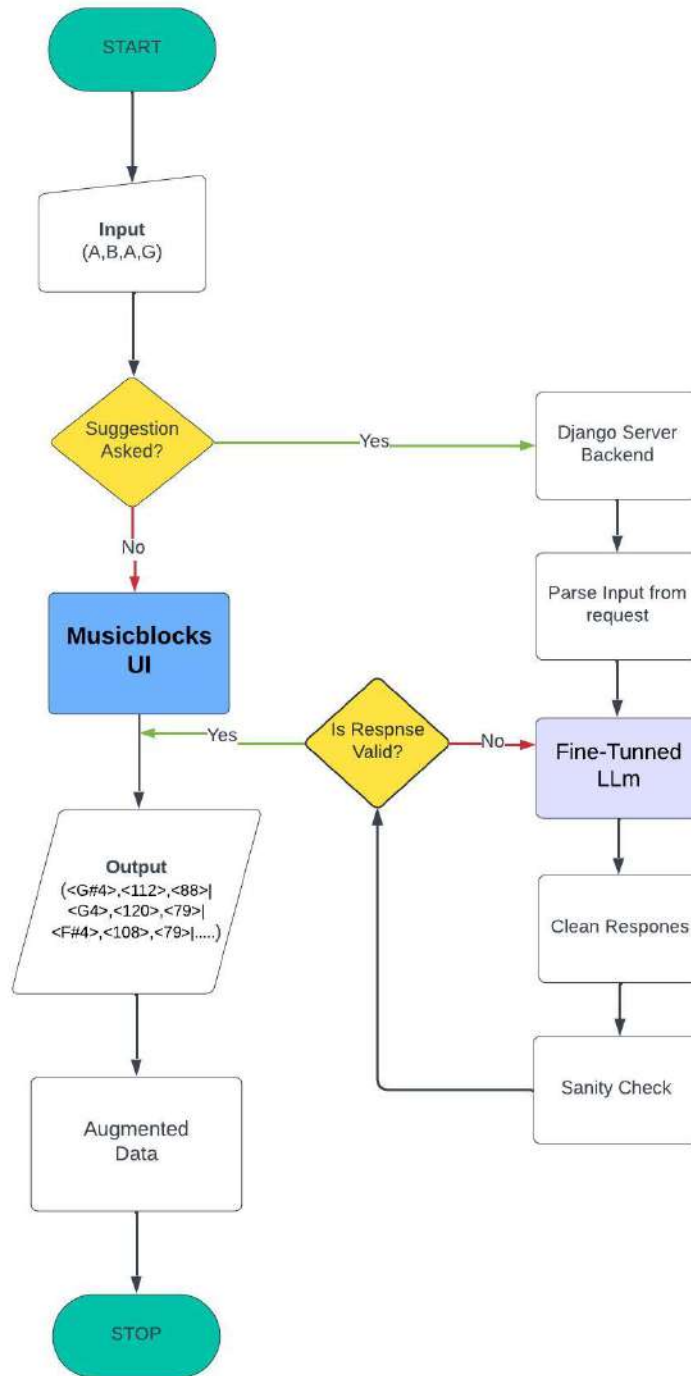 START
Input
(A,B,A,G)
Suggestion
Asked?
Yes
Django Server
Backend
No
Parse Input from
request
Musicblocks
UI
Is Respnse
Valid?
Yes
No
Fine-Tunned
LLm
Output
(<G#4>,<112>,<88>|
<G4>,<120>,<79>|
<F#4>,<108>,<79>|.....)
Clean Respones
Sanity Check
Augmented
Data
STOP